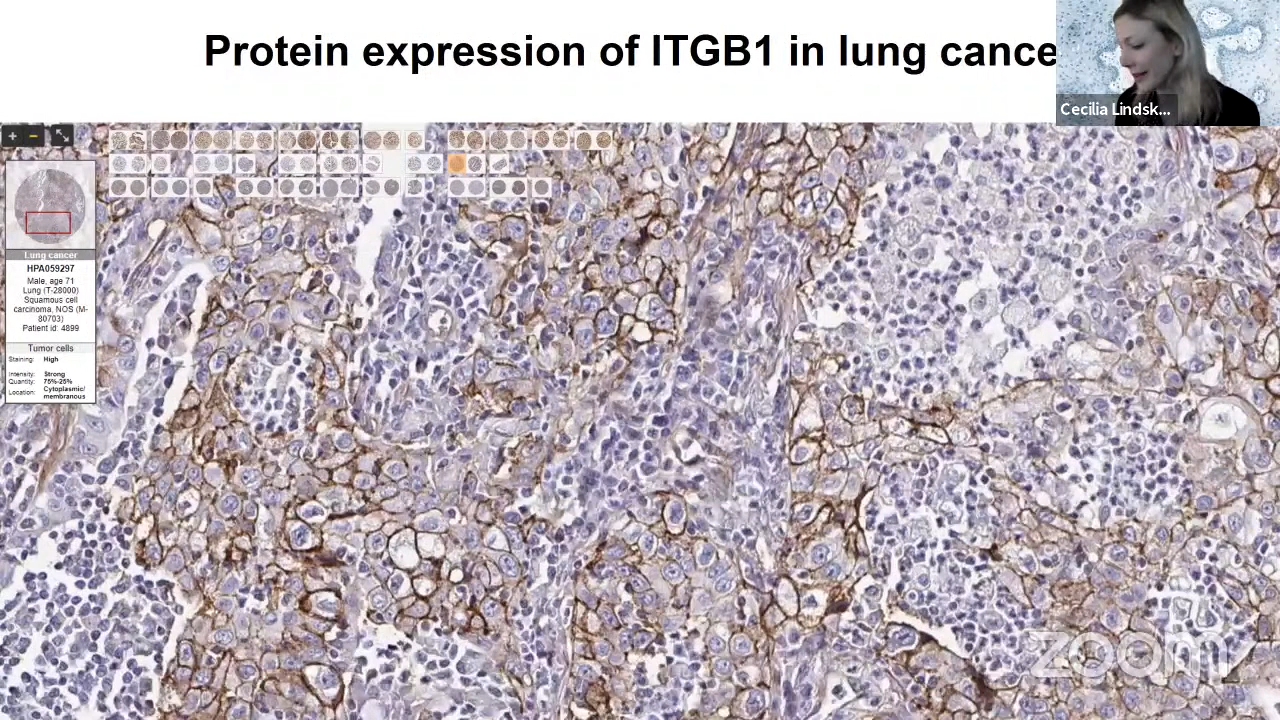 Protein expression of ITGB1 in lung cance
Cecilia Lindsk...
Lung cancer
HPA059297
Male, age 71
Lung (T-28000)
Squamous cell
carcinoma, NOS (M-
80703)
Patient id: 4899
Tumor cells
Staining: High
Intensity: Strong
Quantity: 75%-25%
Location: Cytoplasmic/
membranous
zoom